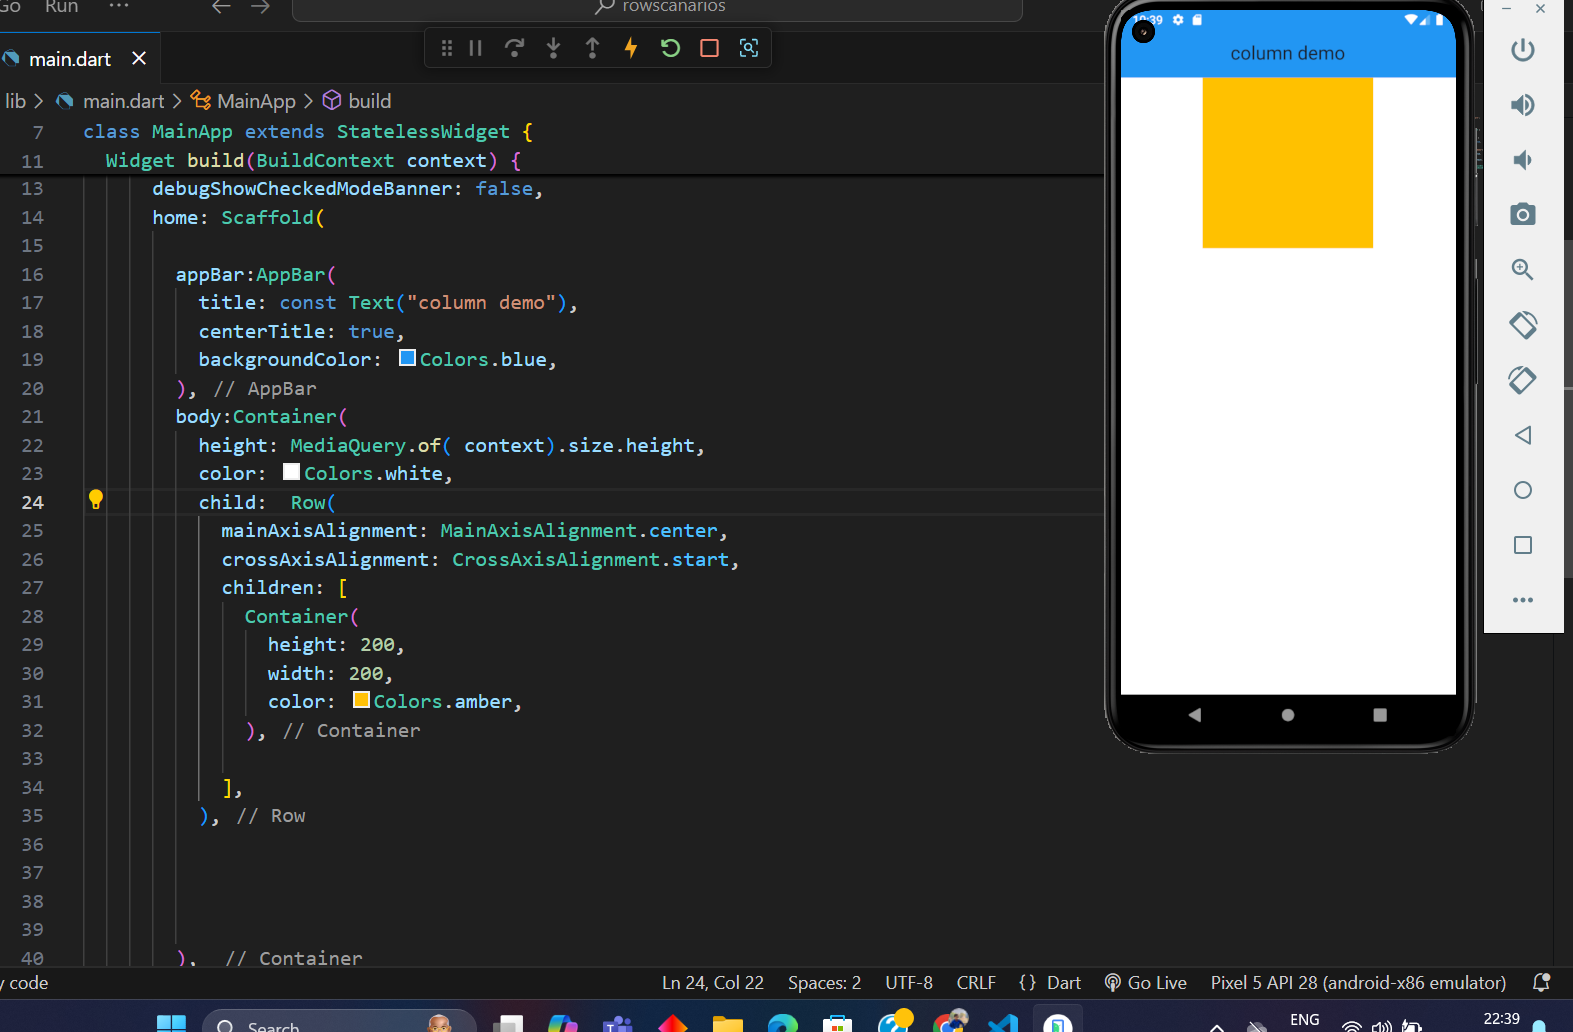 Go Run ··· rowscanarios
main.dart
lib > main.dart > MainApp > build
7 class MainApp extends StatelessWidget {
11 Widget build(BuildContext context) {
13 debugShowCheckedModeBanner: false,
14 home: Scaffold(
15
16 appBar:AppBar(
17 title: const Text("column demo"),
18 centerTitle: true,
19 backgroundColor: Colors.blue,
20 ), // AppBar
21 body:Container(
22 height: MediaQuery.of( context).size.height,
23 color: Colors.white,
24 child:  Row(
25 mainAxisAlignment: MainAxisAlignment.center,
26 crossAxisAlignment: CrossAxisAlignment.start,
27 children: [
28 Container(
29 height: 200,
30 width: 200,
31 color: Colors.amber,
32 ), // Container
33
34 ],
35 ), // Row
36
37
38
39
40 ),  // Container
10:39
column demo
y code Ln 24, Col 22 Spaces: 2 UTF-8 CRLF {} Dart Go Live Pixel 5 API 28 (android-x86 emulator)
Search ENG 22:39